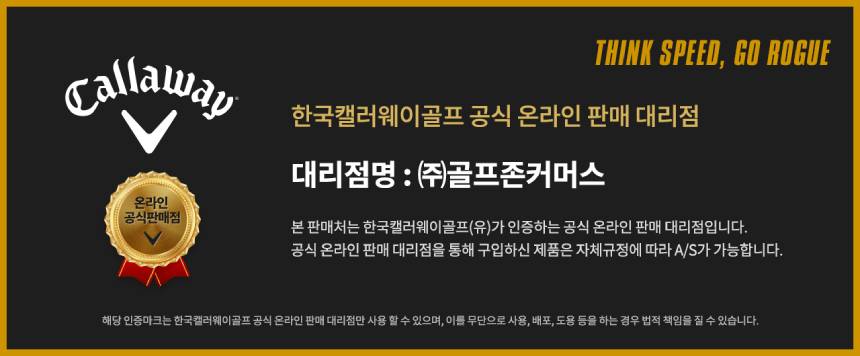 THINK SPEED, GO ROGUE
Callaway
한국캘러웨이골프 공식 온라인 판매 대리점
대리점명 : ㈜골프존커머스
온라인
공식판매점
본 판매처는 한국캘러웨이골프(유)가 인증하는 공식 온라인 판매 대리점입니다.
공식 온라인 판매 대리점을 통해 구입하신 제품은 자체규정에 따라 A/S가 가능합니다.
해당 인증마크는 한국캘러웨이골프 공식 온라인 판매 대리점만 사용 할 수 있으며, 이를 무단으로 사용, 배포, 도용 등을 하는 경우 법적 책임을 질 수 있습니다.